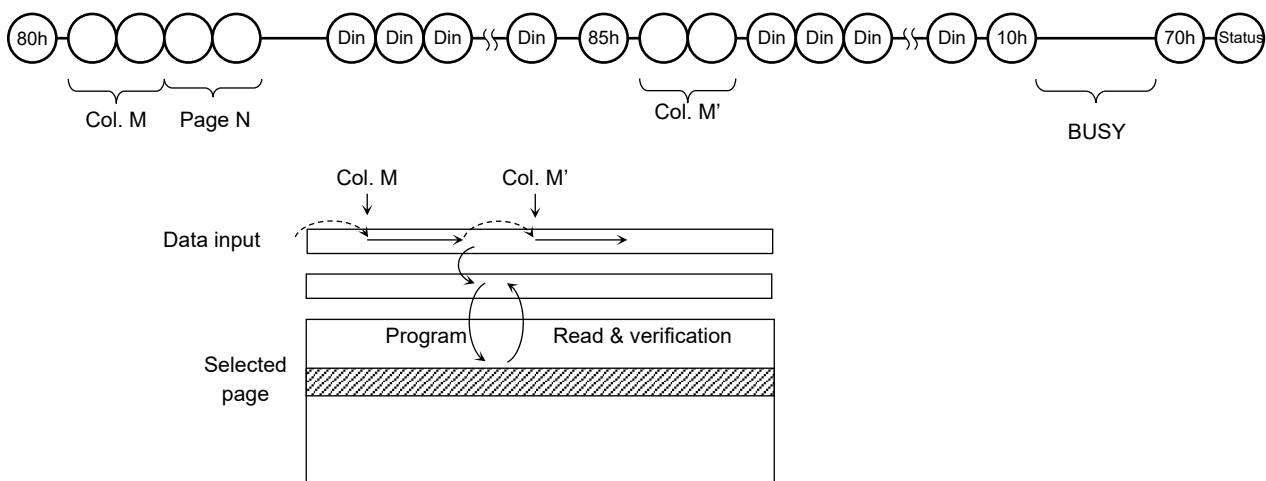 80h Din Din Din Din 85h Din Din Din Din 10h 70h Status
Col. M Page N Col. M’ BUSY
Col. M Col. M’
Data input
Program Read & verification
Selected
page